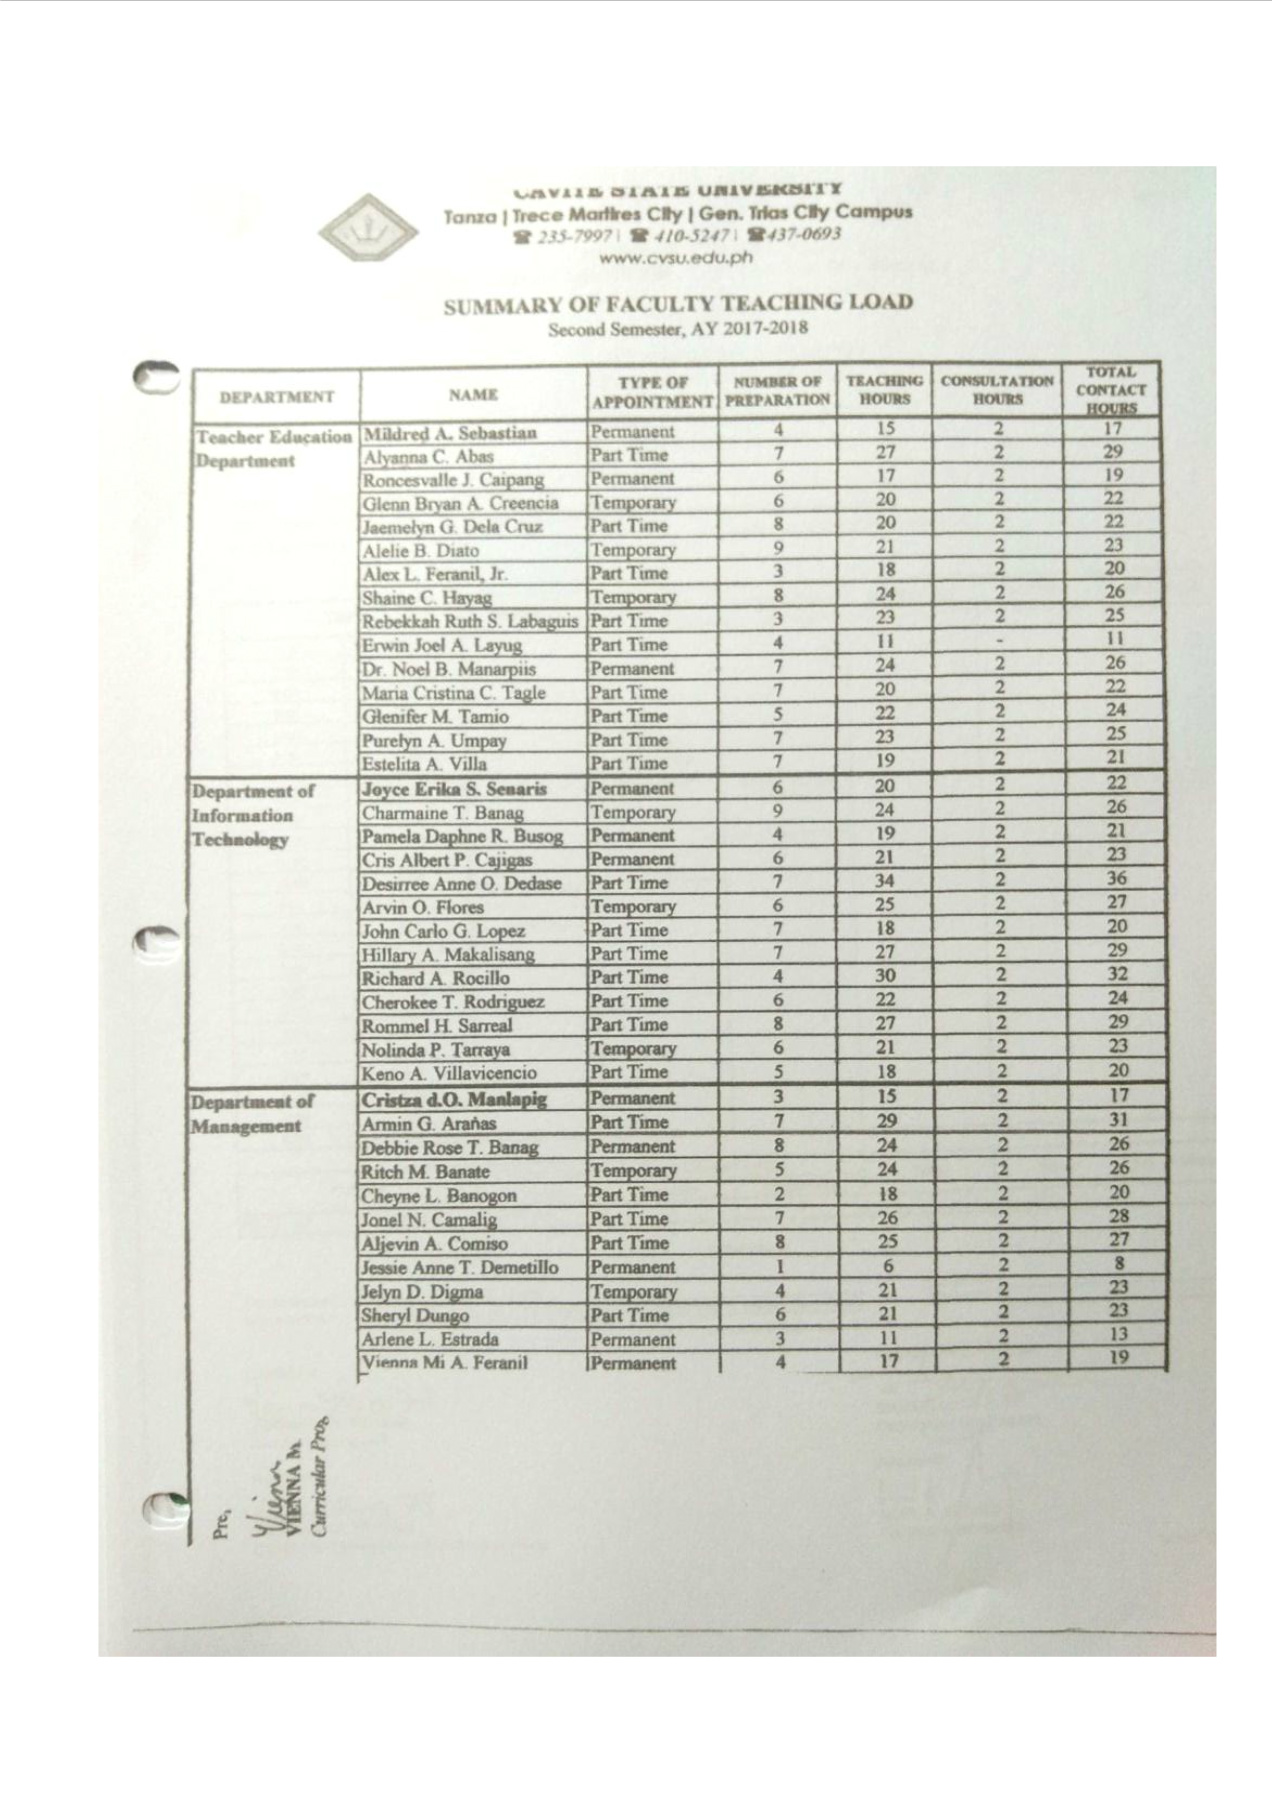 CAVITE STATE UNIVERSITY
Tanza | Trece Martires City | Gen. Trias City Campus
☎ 235-7997 | ☎ 410-5247 | ☎437-0693
www.cvsu.edu.ph
SUMMARY OF FACULTY TEACHING LOAD
Second Semester, AY 2017-2018
DEPARTMENT NAME TYPE OF APPOINTMENT NUMBER OF PREPARATION TEACHING HOURS CONSULTATION HOURS TOTAL CONTACT HOURS
Teacher Education Mildred A. Sebastian Permanent 4 15 2 17
Department Alyanna C. Abas Part Time 7 27 2 29
Roncesvalle J. Caipang Permanent 6 17 2 19
Glenn Bryan A. Creencia Temporary 6 20 2 22
Jaemelyn G. Dela Cruz Part Time 8 20 2 22
Alelie B. Diato Temporary 9 21 2 23
Alex L. Feranil, Jr. Part Time 3 18 2 20
Shaine C. Hayag Temporary 8 24 2 26
Rebekkah Ruth S. Labaguis Part Time 3 23 2 25
Erwin Joel A. Layug Part Time 4 11 - 11
Dr. Noel B. Manarpiis Permanent 7 24 2 26
Maria Cristina C. Tagle Part Time 7 20 2 22
Glenifer M. Tamio Part Time 5 22 2 24
Purelyn A. Umpay Part Time 7 23 2 25
Estelita A. Villa Part Time 7 19 2 21
Department of Joyce Erika S. Senaris Permanent 6 20 2 22
Information Charmaine T. Banag Temporary 9 24 2 26
Technology Pamela Daphne R. Busog Permanent 4 19 2 21
Cris Albert P. Cajigas Permanent 6 21 2 23
Desirree Anne O. Dedase Part Time 7 34 2 36
Arvin O. Flores Temporary 6 25 2 27
John Carlo G. Lopez Part Time 7 18 2 20
Hillary A. Makalisang Part Time 7 27 2 29
Richard A. Rocillo Part Time 4 30 2 32
Cherokee T. Rodriguez Part Time 6 22 2 24
Rommel H. Sarreal Part Time 8 27 2 29
Nolinda P. Tarraya Temporary 6 21 2 23
Keno A. Villavicencio Part Time 5 18 2 20
Department of Cristza d.O. Manlapig Permanent 3 15 2 17
Management Armin G. Arañas Part Time 7 29 2 31
Debbie Rose T. Banag Permanent 8 24 2 26
Ritch M. Banate Temporary 5 24 2 26
Cheyne L. Banogon Part Time 2 18 2 20
Jonel N. Camalig Part Time 7 26 2 28
Aljevin A. Comiso Part Time 8 25 2 27
Jessie Anne T. Demetillo Permanent 1 6 2 8
Jelyn D. Digma Temporary 4 21 2 23
Sheryl Dungo Part Time 6 21 2 23
Arlene L. Estrada Permanent 3 11 2 13
Vienna Mi A. Feranil Permanent 4 17 2 19
Pre
VIENNA M
Curricular Prog